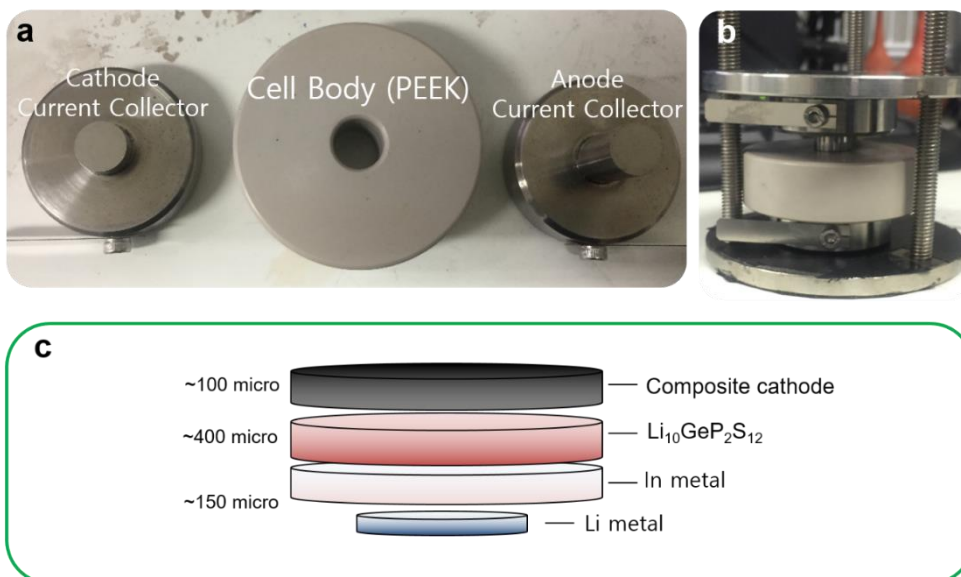 a
Cathode
Current Collector
Cell Body (PEEK)
Anode
Current Collector
b
c
~100 micro
Composite cathode
~400 micro
Li₁₀GeP₂S₁₂
In metal
~150 micro
Li metal